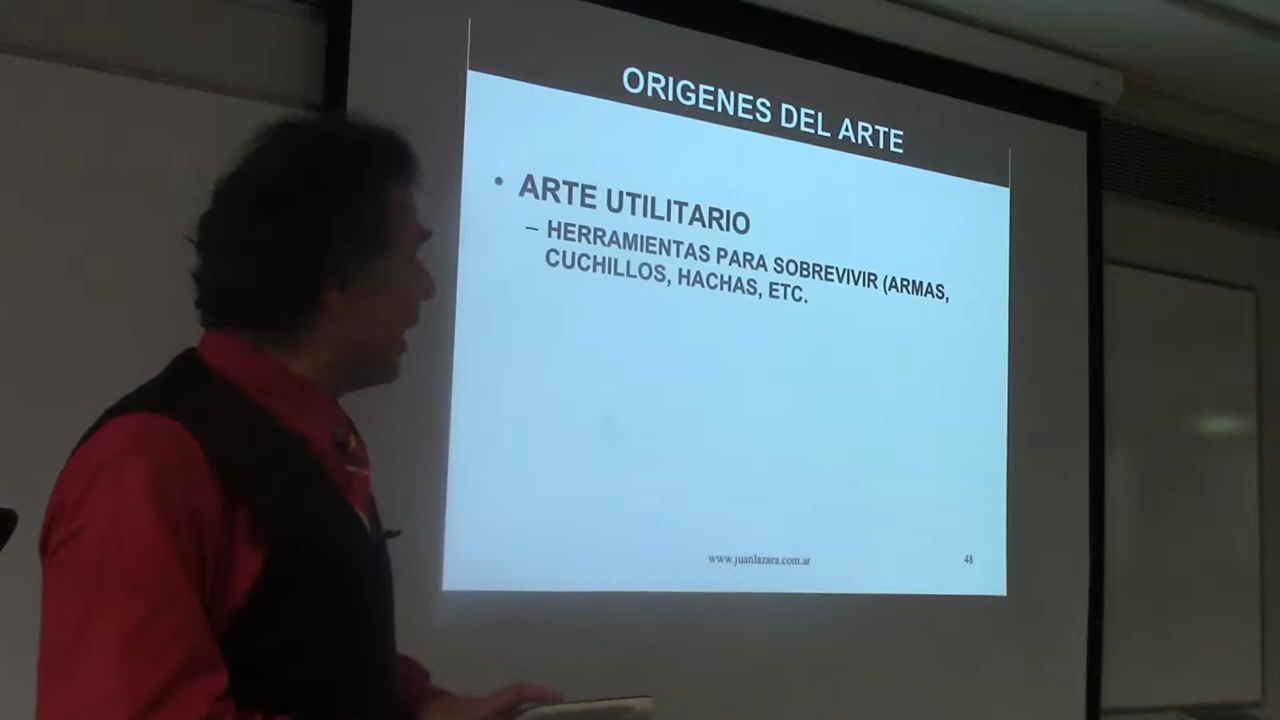 ORIGENES DEL ARTE
• ARTE UTILITARIO
– HERRAMIENTAS PARA SOBREVIVIR (ARMAS,
CUCHILLOS, HACHAS, ETC.
www.juanlazara.com.ar
48